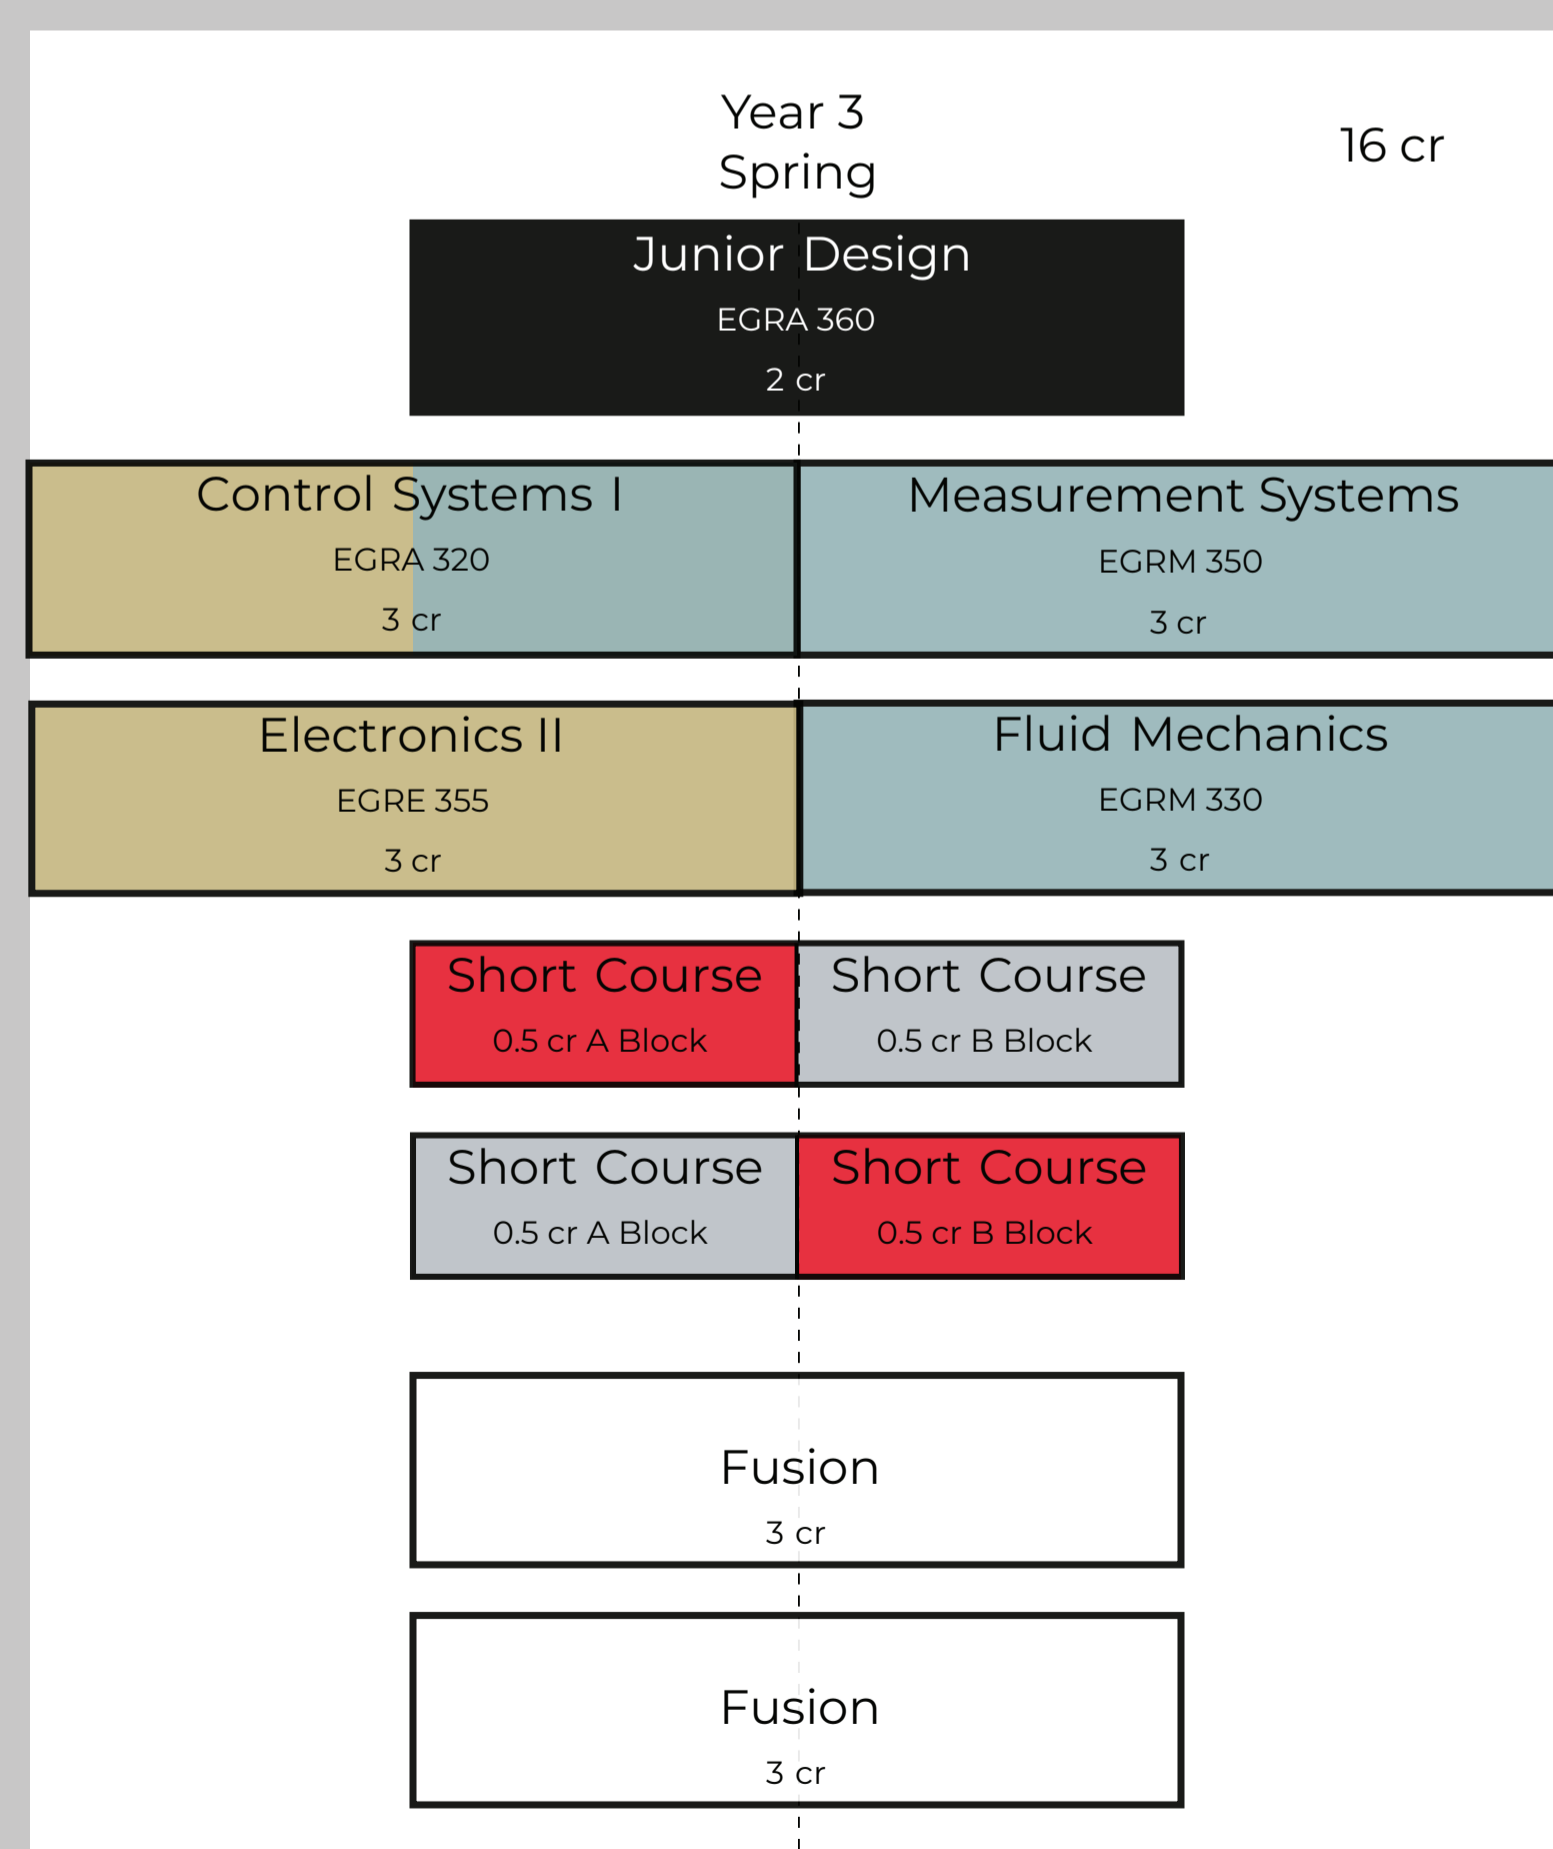 Year 3
Spring
16 cr
Junior Design
EGRA 360
2 cr
Control Systems I
EGRA 320
3 cr
Measurement Systems
EGRM 350
3 cr
Electronics II
EGRE 355
3 cr
Fluid Mechanics
EGRM 330
3 cr
Short Course
0.5 cr A Block
Short Course
0.5 cr B Block
Short Course
0.5 cr A Block
Short Course
0.5 cr B Block
Fusion
3 cr
Fusion
3 cr